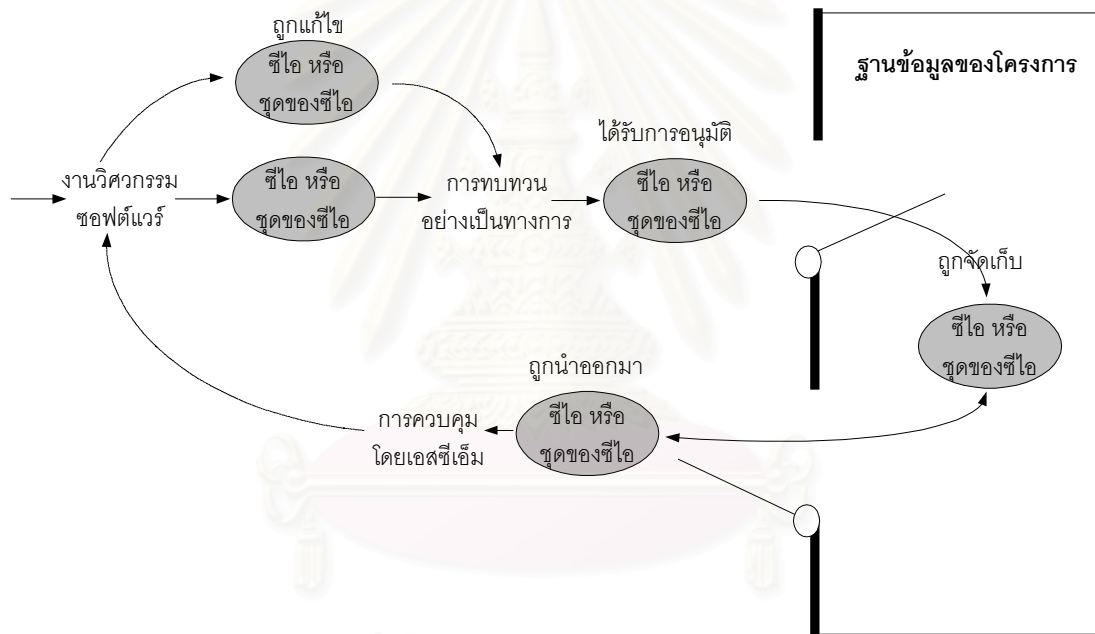 ถูกแก้ไข
ซีไอ หรือ
ชุดของซีไอ
ฐานข้อมูลของโครงการ
งานวิศวกรรม
ซอฟต์แวร์
ซีไอ หรือ
ชุดของซีไอ
การทบทวน
อย่างเป็นทางการ
ได้รับการอนุมัติ
ซีไอ หรือ
ชุดของซีไอ
ถูกจัดเก็บ
ซีไอ หรือ
ชุดของซีไอ
ถูกนำออกมา
ซีไอ หรือ
ชุดของซีไอ
การควบคุม
โดยเอสซีเอ็ม